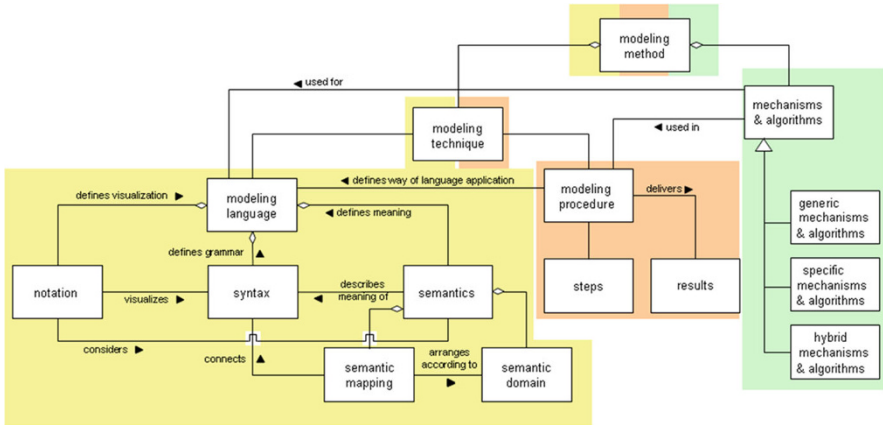 modeling
method
◄ used for
mechanisms
& algorithms
modeling
technique
◄ used in
◄ defines way of language application
defines visualization ►
modeling
language
◄ defines meaning
modeling
procedure
delivers ►
generic
mechanisms
& algorithms
defines grammar ▲
notation
visualizes ►
syntax
describes
◄ meaning of
semantics
steps
results
specific
mechanisms
& algorithms
considers ►
connects ▲
semantic
mapping
arranges
according to
►
semantic
domain
hybrid
mechanisms
& algorithms